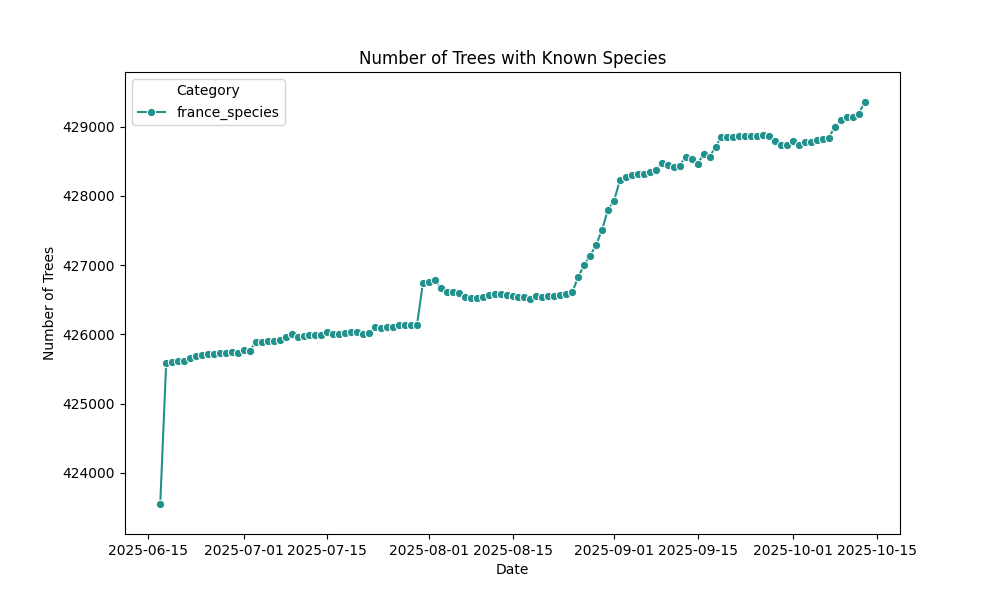 Number of Trees with Known Species
Category
france_species
429000
428000
427000
426000
425000
424000
Number of Trees
2025-06-15 2025-07-01 2025-07-15 2025-08-01 2025-08-15 2025-09-01 2025-09-15 2025-10-01 2025-10-15
Date